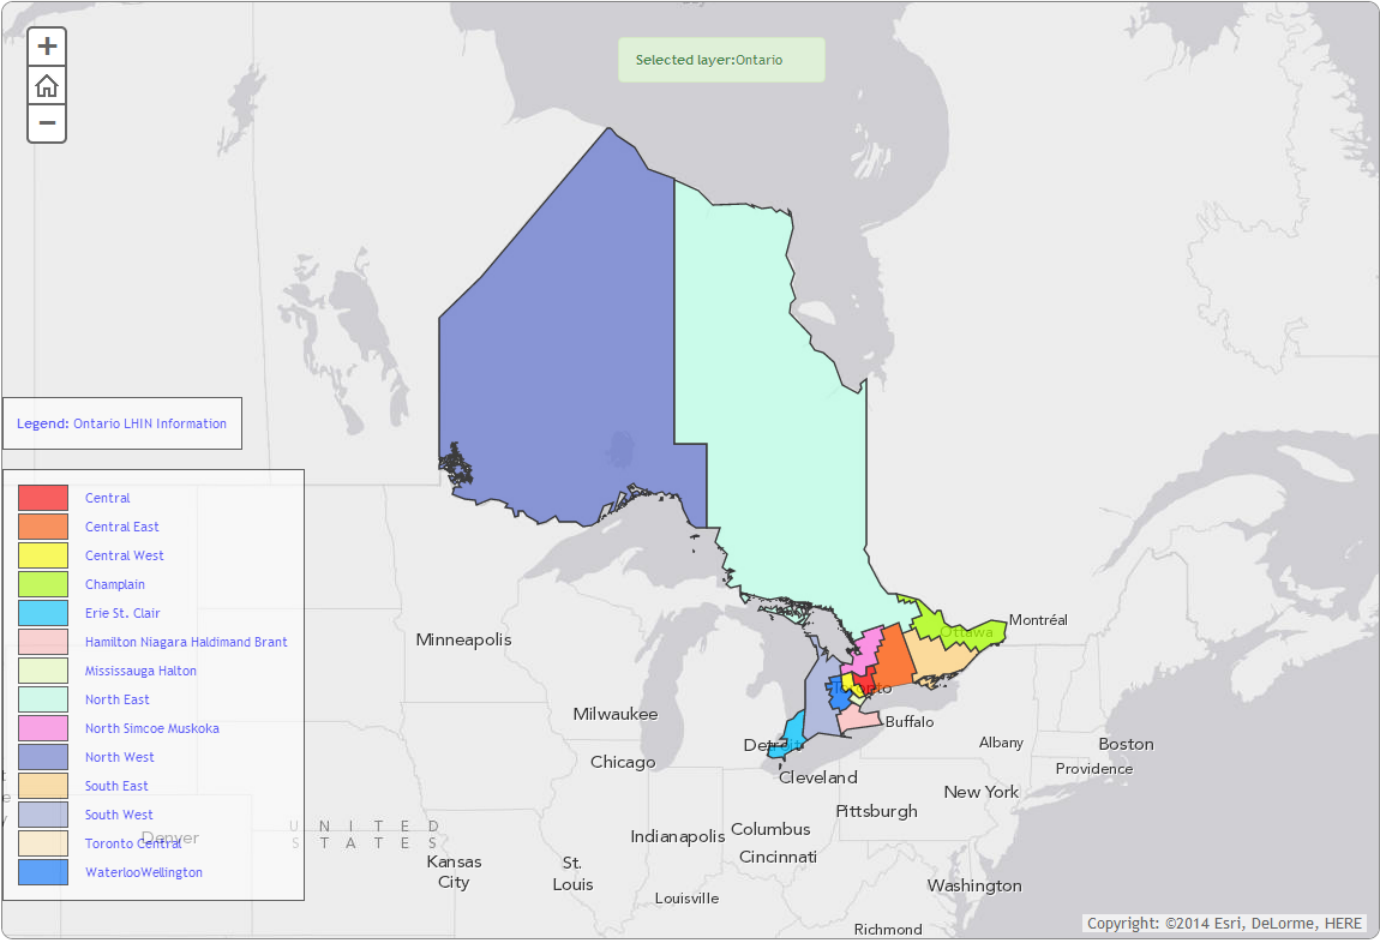 +
Selected layer:Ontario
−
Legend: Ontario LHIN Information
Central
Central East
Central West
Champlain
Erie St. Clair
Hamilton Niagara Haldimand Brant
Mississauga Halton
North East
North Simcoe Muskoka
North West
South East
South West
Toronto Central
WaterlooWellington
Denver
UNITED
STATES
Minneapolis
Milwaukee
Chicago
Detroit
Toronto
Ottawa
Montréal
Buffalo
Cleveland
Albany
Boston
Providence
New York
Pittsburgh
Columbus
Indianapolis
Cincinnati
Kansas
City
St.
Louis
Louisville
Washington
Richmond
Copyright: ©2014 Esri, DeLorme, HERE